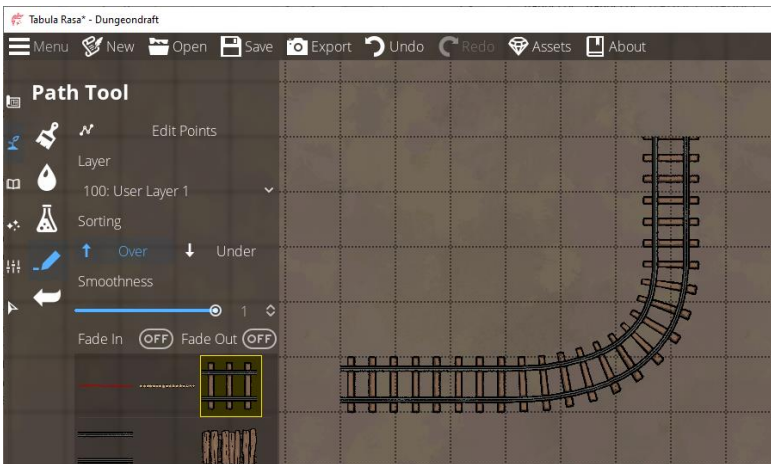 Tabula Rasa* - Dungeondraft
Menu New Open Save Export Undo Redo Assets About
Path Tool
Edit Points
Layer
100: User Layer 1
Sorting
Over Under
Smoothness
1
Fade In OFF Fade Out OFF